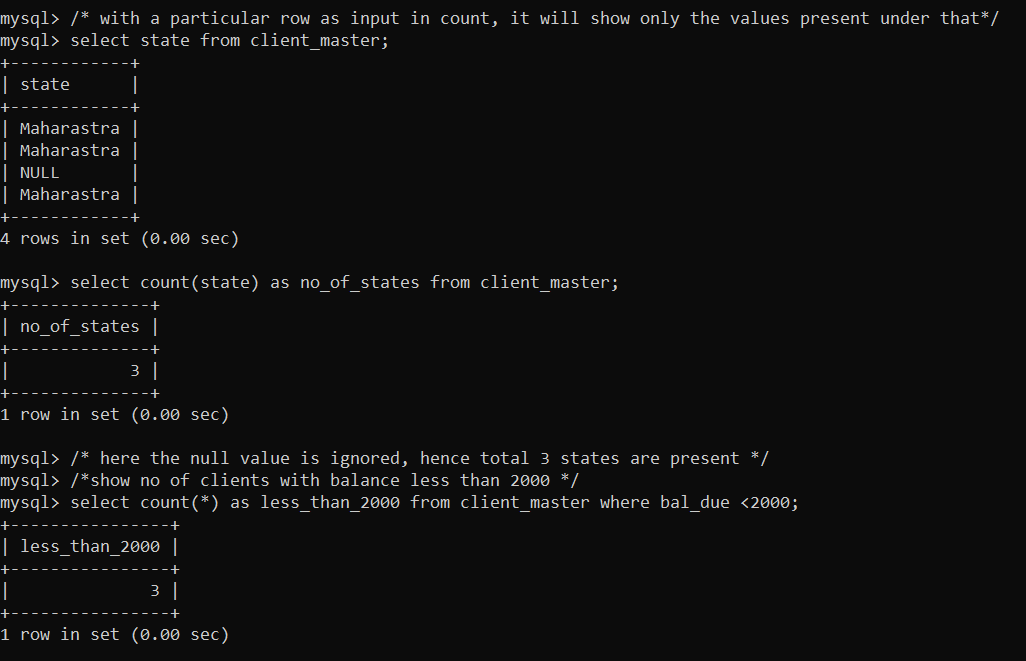 mysql> /* with a particular row as input in count, it will show only the values present under that*/
mysql> select state from client_master;
+------------+
| state      |
+------------+
| Maharastra |
| Maharastra |
| NULL       |
| Maharastra |
+------------+
4 rows in set (0.00 sec)

mysql> select count(state) as no_of_states from client_master;
+--------------+
| no_of_states |
+--------------+
|            3 |
+--------------+
1 row in set (0.00 sec)

mysql> /* here the null value is ignored, hence total 3 states are present */
mysql> /*show no of clients with balance less than 2000 */
mysql> select count(*) as less_than_2000 from client_master where bal_due <2000;
+----------------+
| less_than_2000 |
+----------------+
|              3 |
+----------------+
1 row in set (0.00 sec)